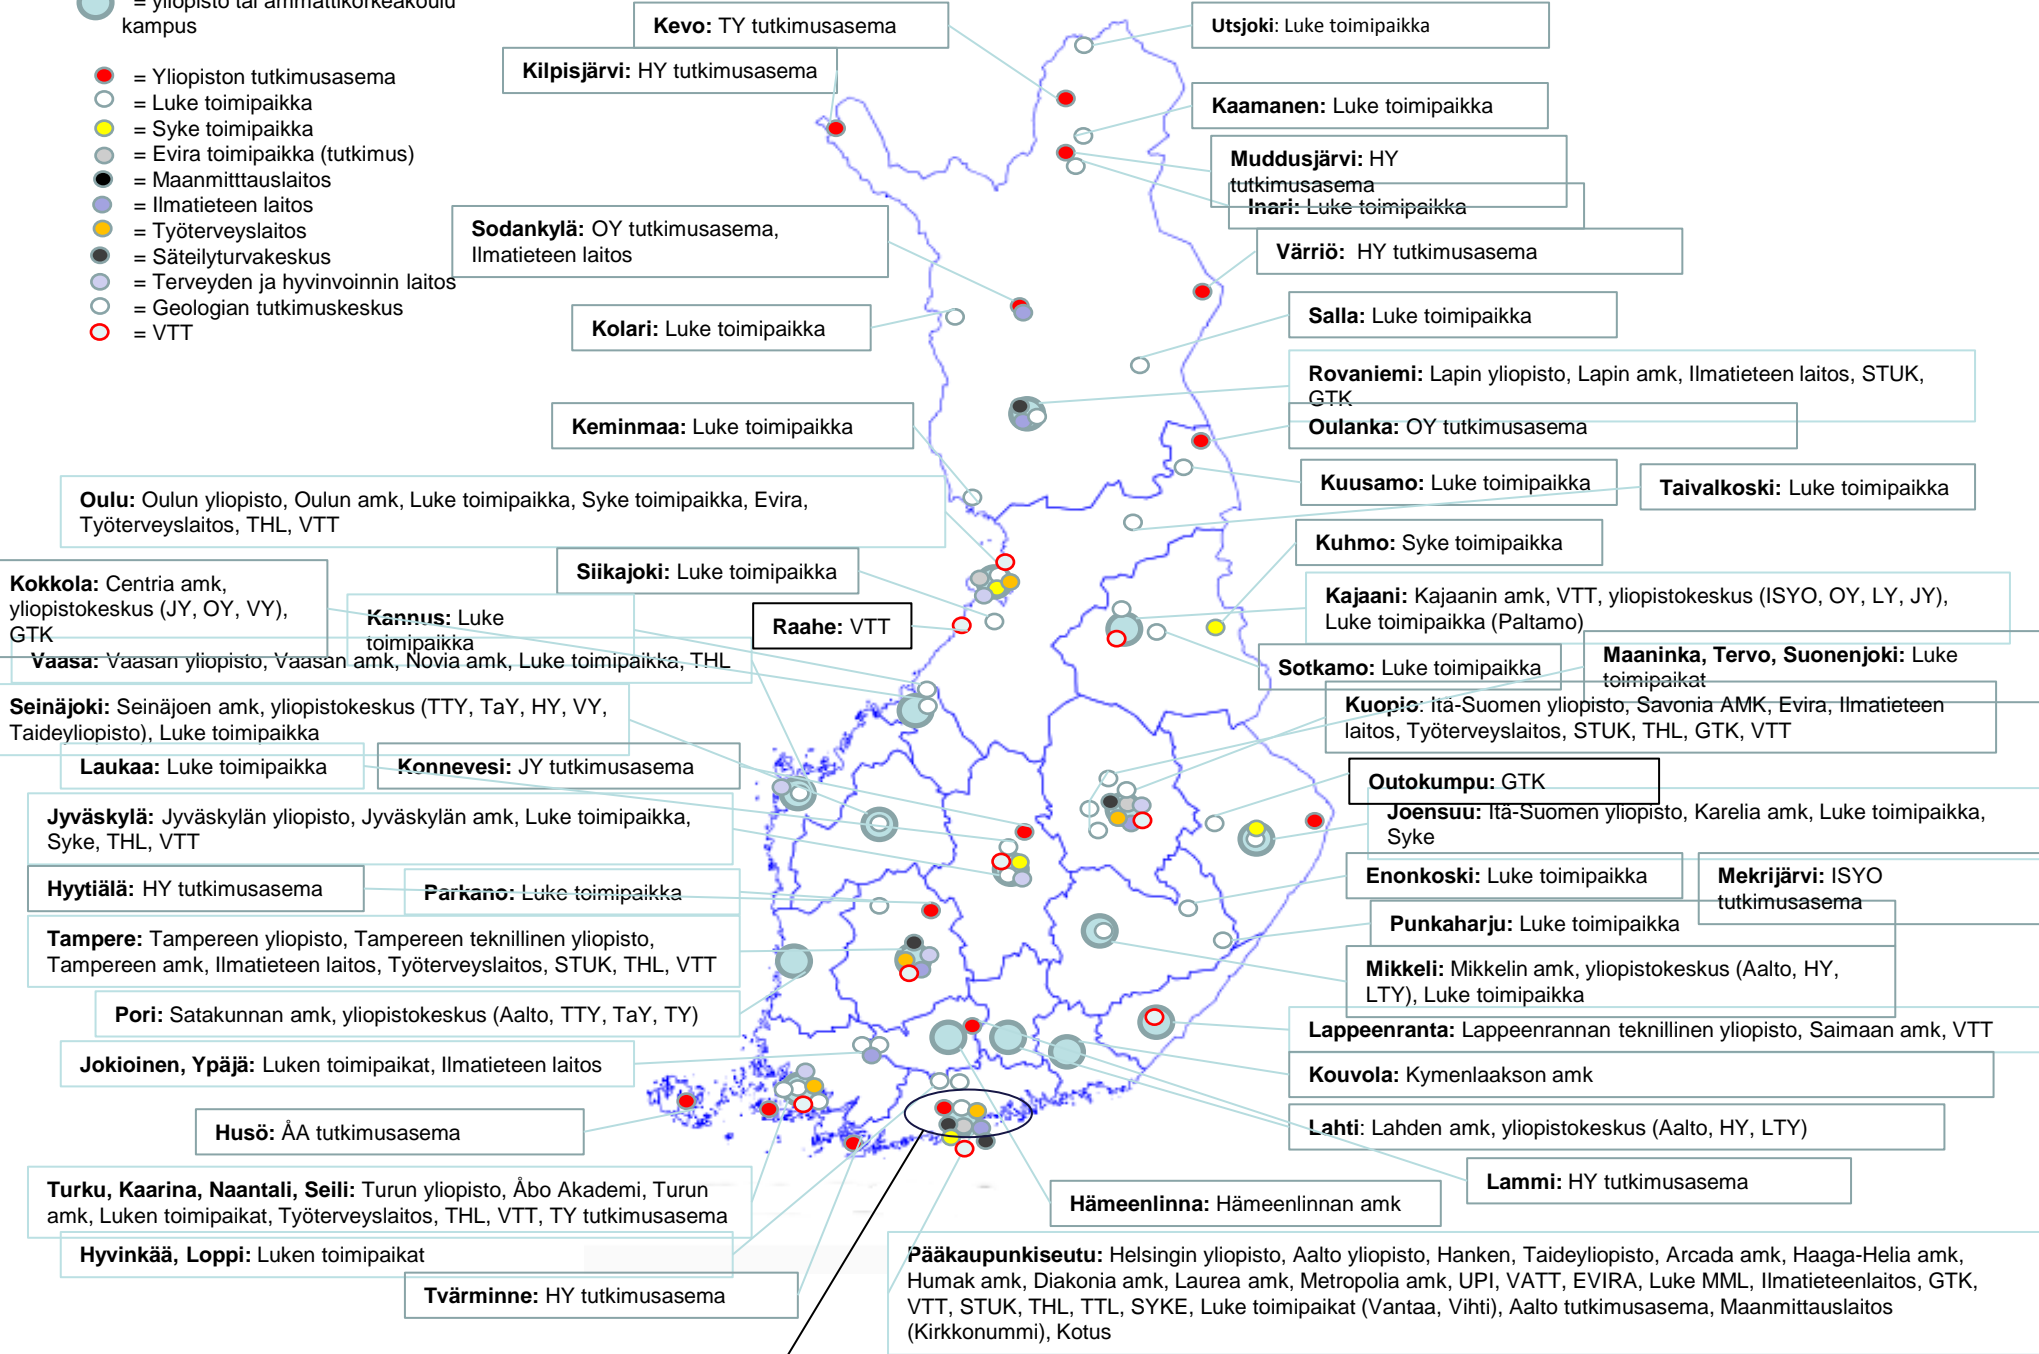 = yliopisto tai ammattikorkeakoulu
kampus
= Yliopiston tutkimusasema
= Luke toimipaikka
= Syke toimipaikka
= Evira toimipaikka (tutkimus)
= Maanmitttauslaitos
= Ilmatieteen laitos
= Työterveyslaitos
= Säteilyturvakeskus
= Terveyden ja hyvinvoinnin laitos
= Geologian tutkimuskeskus
= VTT
Kevo: TY tutkimusasema
Kilpisjärvi: HY tutkimusasema
Utsjoki: Luke toimipaikka
Kaamanen: Luke toimipaikka
Muddusjärvi: HY
tutkimusasema
Inari: Luke toimipaikka
Sodankylä: OY tutkimusasema,
Ilmatieteen laitos
Värriö: HY tutkimusasema
Kolari: Luke toimipaikka
Salla: Luke toimipaikka
Rovaniemi: Lapin yliopisto, Lapin amk, Ilmatieteen laitos, STUK,
GTK
Keminmaa: Luke toimipaikka
Oulanka: OY tutkimusasema
Kuusamo: Luke toimipaikka
Taivalkoski: Luke toimipaikka
Oulu: Oulun yliopisto, Oulun amk, Luke toimipaikka, Syke toimipaikka, Evira,
Työterveyslaitos, THL, VTT
Kuhmo: Syke toimipaikka
Siikajoki: Luke toimipaikka
Kokkola: Centria amk,
yliopistokeskus (JY, OY, VY),
GTK
Kannus: Luke
toimipaikka
Raahe: VTT
Kajaani: Kajaanin amk, VTT, yliopistokeskus (ISYO, OY, LY, JY),
Luke toimipaikka (Paltamo)
Vaasa: Vaasan yliopisto, Vaasan amk, Novia amk, Luke toimipaikka, THL
Sotkamo: Luke toimipaikka
Maaninka, Tervo, Suonenjoki: Luke
toimipaikat
Seinäjoki: Seinäjoen amk, yliopistokeskus (TTY, TaY, HY, VY,
Taideyliopisto), Luke toimipaikka
Kuopio: Itä-Suomen yliopisto, Savonia AMK, Evira, Ilmatieteen
laitos, Työterveyslaitos, STUK, THL, GTK, VTT
Laukaa: Luke toimipaikka
Konnevesi: JY tutkimusasema
Outokumpu: GTK
Jyväskylä: Jyväskylän yliopisto, Jyväskylän amk, Luke toimipaikka,
Syke, THL, VTT
Joensuu: Itä-Suomen yliopisto, Karelia amk, Luke toimipaikka,
Syke
Hyytiälä: HY tutkimusasema
Parkano: Luke toimipaikka
Enonkoski: Luke toimipaikka
Mekrijärvi: ISYO
tutkimusasema
Punkaharju: Luke toimipaikka
Tampere: Tampereen yliopisto, Tampereen teknillinen yliopisto,
Tampereen amk, Ilmatieteen laitos, Työterveyslaitos, STUK, THL, VTT
Mikkeli: Mikkelin amk, yliopistokeskus (Aalto, HY,
LTY), Luke toimipaikka
Pori: Satakunnan amk, yliopistokeskus (Aalto, TTY, TaY, TY)
Lappeenranta: Lappeenrannan teknillinen yliopisto, Saimaan amk, VTT
Jokioinen, Ypäjä: Luken toimipaikat, Ilmatieteen laitos
Kouvola: Kymenlaakson amk
Husö: ÅA tutkimusasema
Lahti: Lahden amk, yliopistokeskus (Aalto, HY, LTY)
Lammi: HY tutkimusasema
Turku, Kaarina, Naantali, Seili: Turun yliopisto, Åbo Akademi, Turun
amk, Luken toimipaikat, Työterveyslaitos, THL, VTT, TY tutkimusasema
Hämeenlinna: Hämeenlinnan amk
Hyvinkää, Loppi: Luken toimipaikat
Tvärminne: HY tutkimusasema
Pääkaupunkiseutu: Helsingin yliopisto, Aalto yliopisto, Hanken, Taideyliopisto, Arcada amk, Haaga-Helia amk,
Humak amk, Diakonia amk, Laurea amk, Metropolia amk, UPI, VATT, EVIRA, Luke MML, Ilmatieteenlaitos, GTK,
VTT, STUK, THL, TTL, SYKE, Luke toimipaikat (Vantaa, Vihti), Aalto tutkimusasema, Maanmittauslaitos
(Kirkkonummi), Kotus